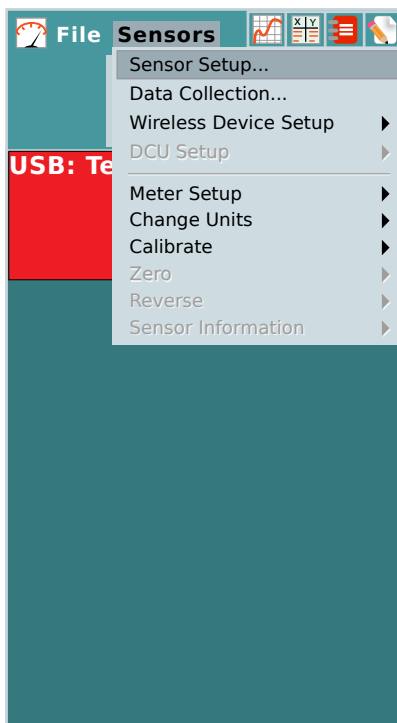 File Sensors X Y
Sensor Setup...
Data Collection...
Wireless Device Setup
DCU Setup
USB: Te
Meter Setup
Change Units
Calibrate
Zero
Reverse
Sensor Information